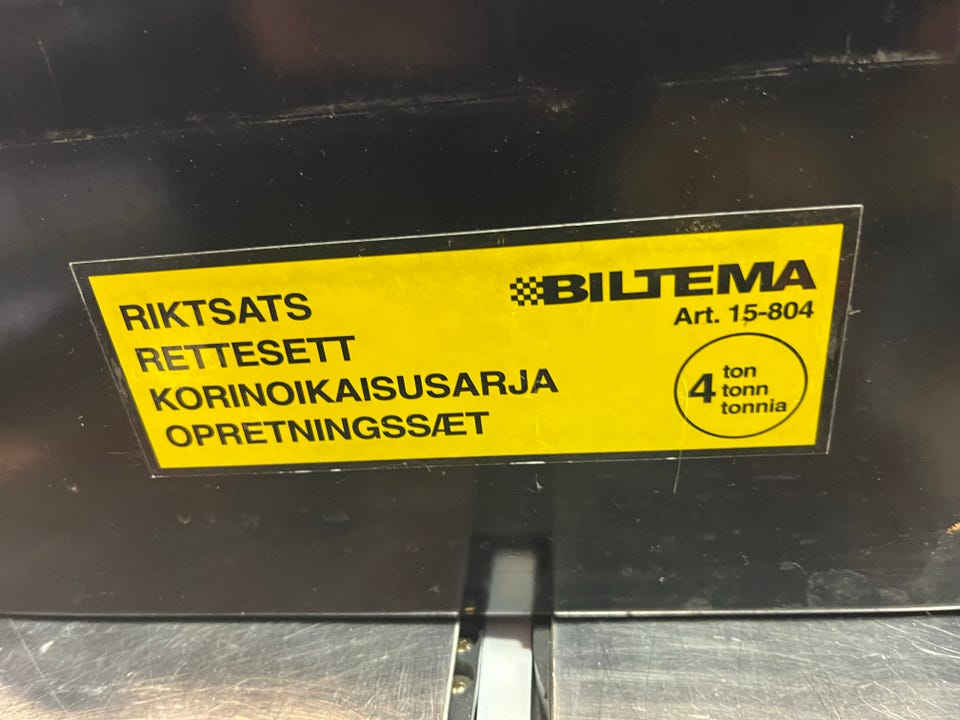 RIKTSATS
RETTESETT
KORINOIKAISUSARJA
OPRETNINGSSÆT
BILTEMA
Art. 15-804
4
ton
tonn
tonnia